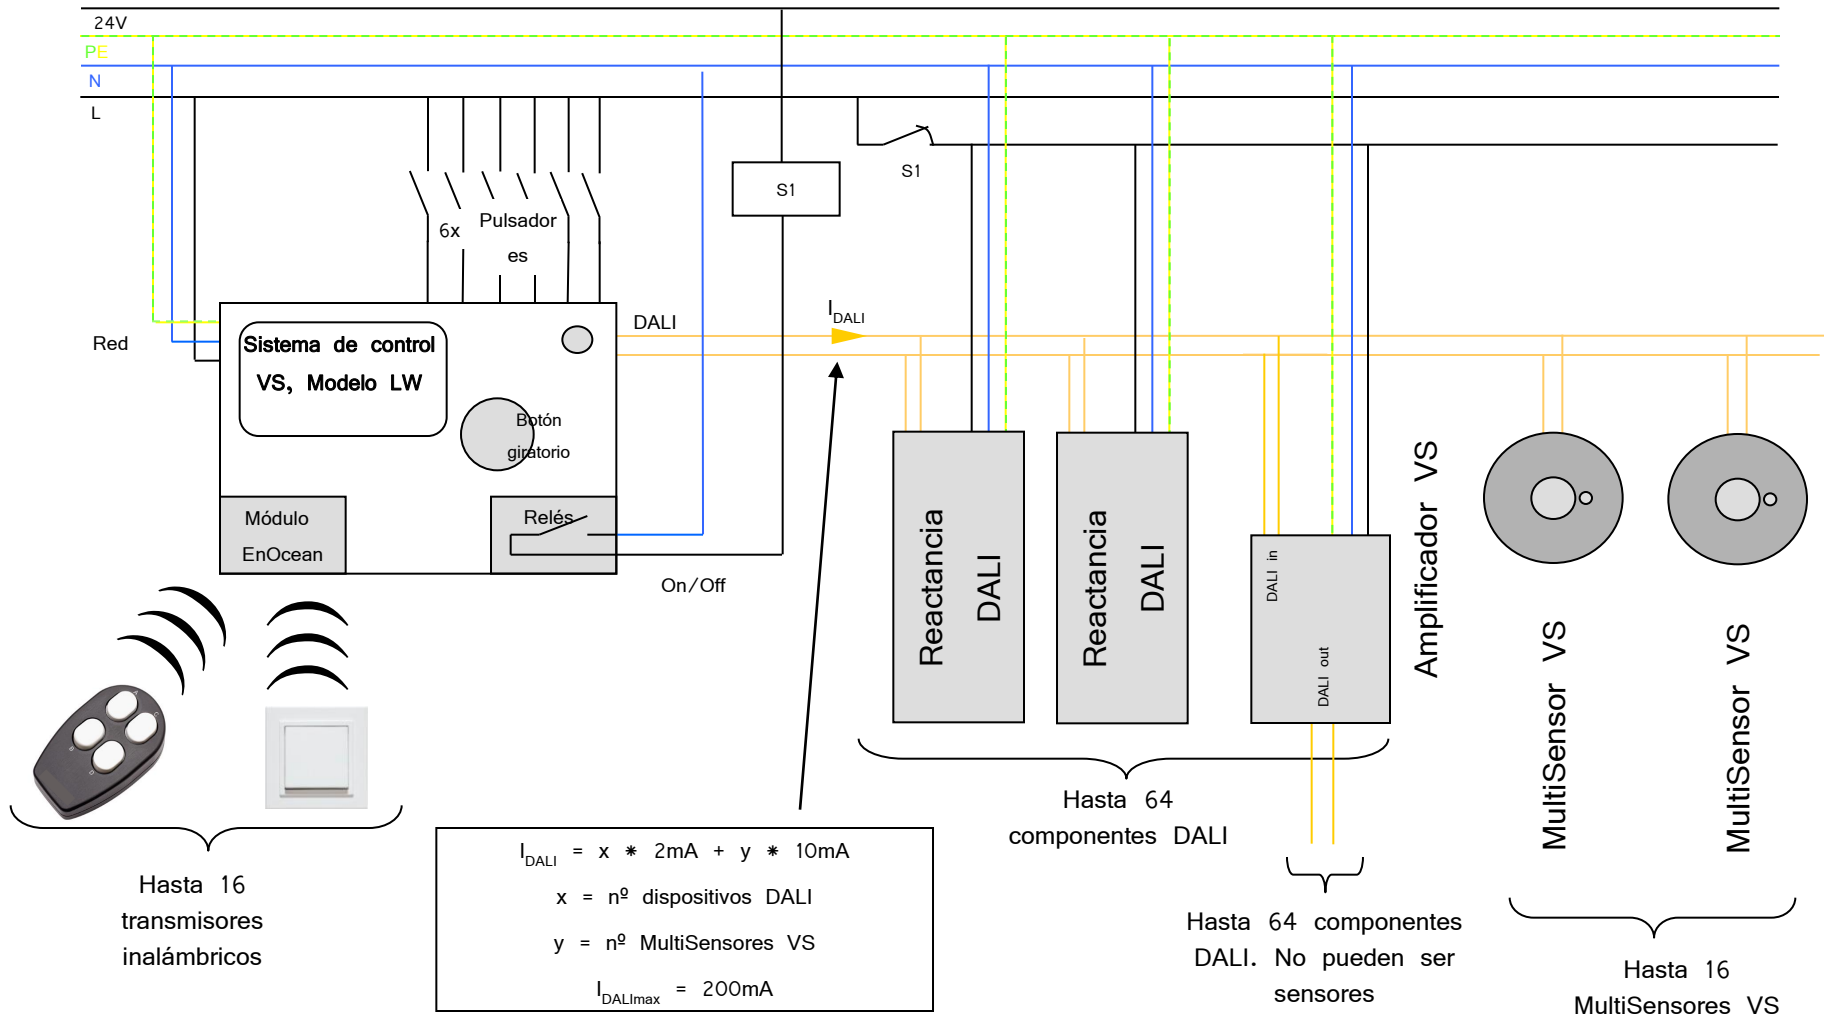 24V
PE
N
L
Red
6x
Pulsador
es
S1
S1
Sistema de control
VS, Modelo LW
Botón
giratorio
Módulo
EnOcean
Relés
On/Off
DALI
IDALI
Reactancia
DALI
Reactancia
DALI
DALI in
DALI out
Amplificador VS
MultiSensor VS
MultiSensor VS
A
C
B
D
Hasta 16
transmisores
inalámbricos
IDALI = x * 2mA + y * 10mA
x = nº dispositivos DALI
y = nº MultiSensores VS
IDALImax = 200mA
Hasta 64
componentes DALI
Hasta 64 componentes
DALI. No pueden ser
sensores
Hasta 16
MultiSensores VS